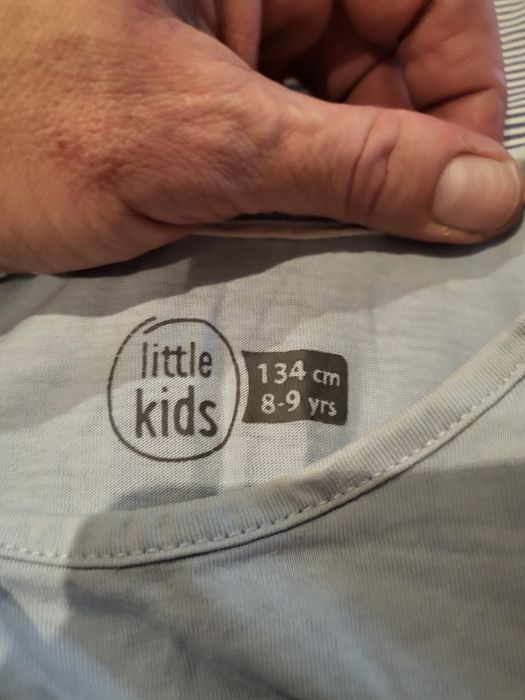 little
kids
134 cm
8-9 yrs